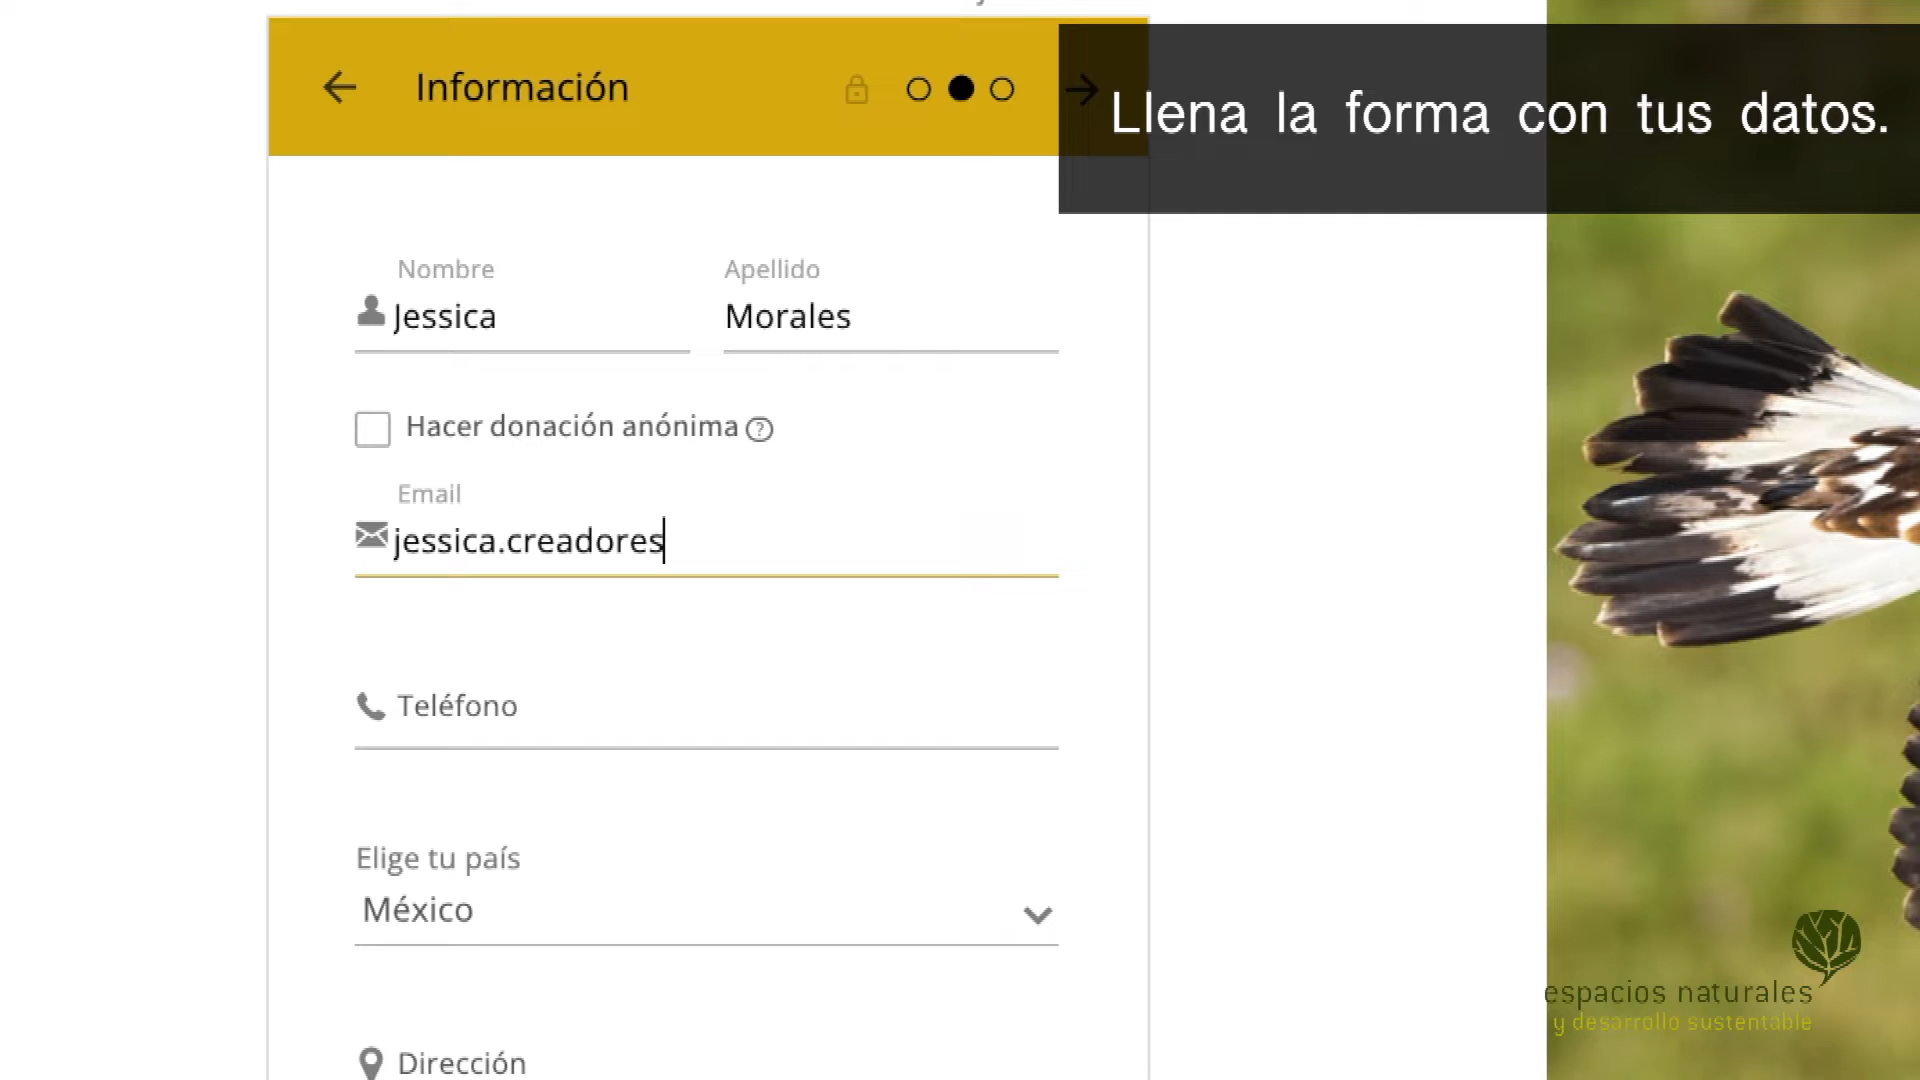 Información
Llena la forma con tus datos.
Nombre
Apellido
Jessica
Morales
Hacer donación anónima ?
Email
jessica.creadores
Teléfono
Elige tu país
México
Dirección
espacios naturales
y desarrollo sustentable